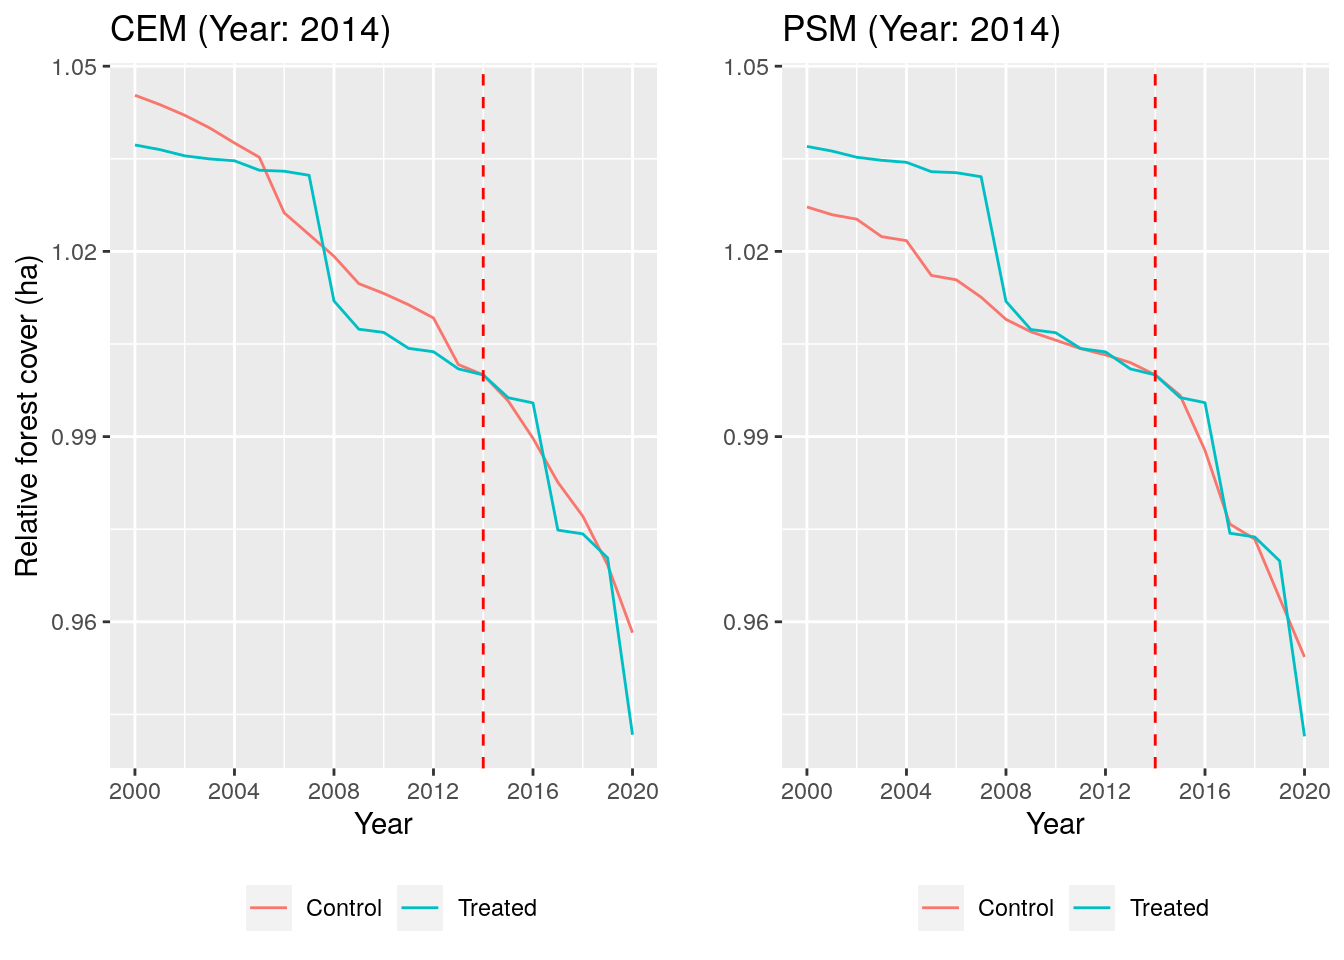 CEM (Year: 2014)
1.05
1.02
0.99
0.96
Relative forest cover (ha)
2000 2004 2008 2012 2016 2020
Year
Control Treated
PSM (Year: 2014)
1.05
1.02
0.99
0.96
2000 2004 2008 2012 2016 2020
Year
Control Treated